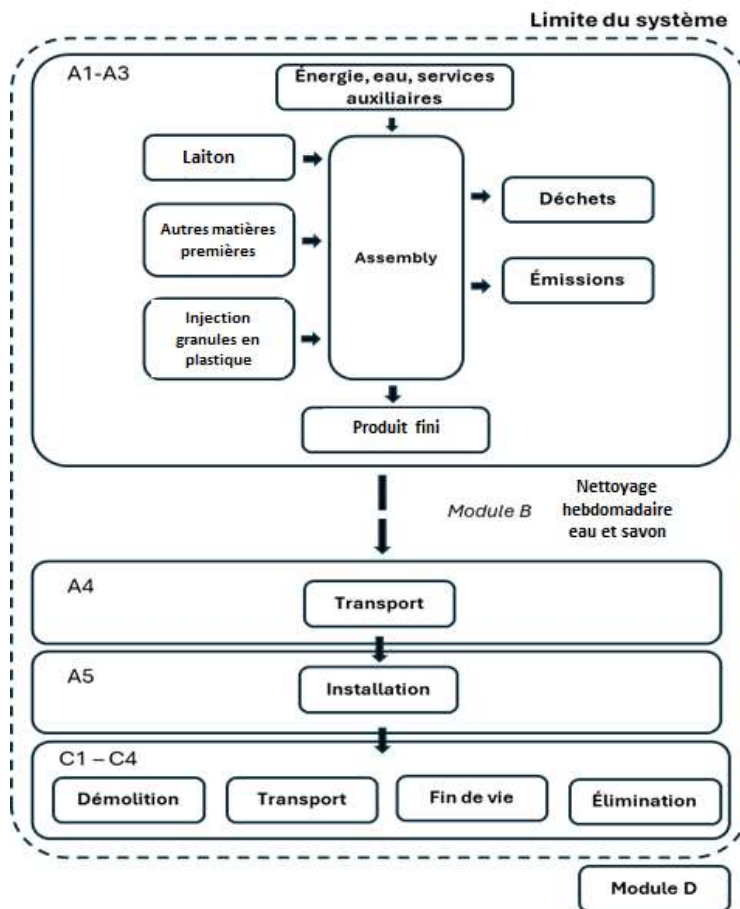 Limite du système
A1-A3
Énergie, eau, services
auxiliaires
Laiton
Autres matières
premières
Injection
granules en
plastique
Assembly
Déchets
Émissions
Produit fini
Module B
Nettoyage
hebdomadaire
eau et savon
A4
Transport
A5
Installation
C1 – C4
Démolition
Transport
Fin de vie
Élimination
Module D